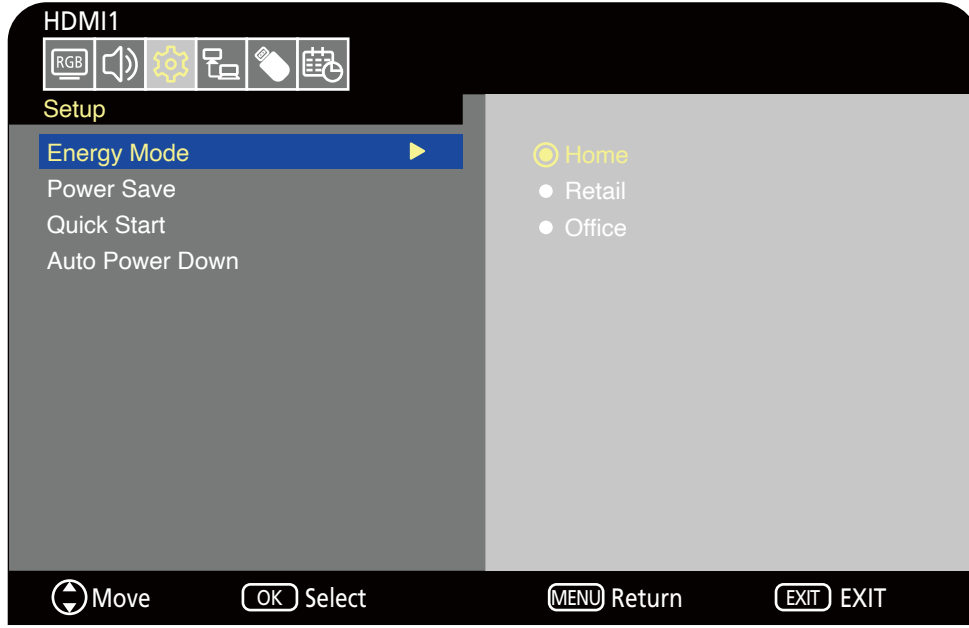 HDMI1
RGB
Setup
Energy Mode
Power Save
Quick Start
Auto Power Down
Home
Retail
Office
Move OK Select MENU Return EXIT EXIT